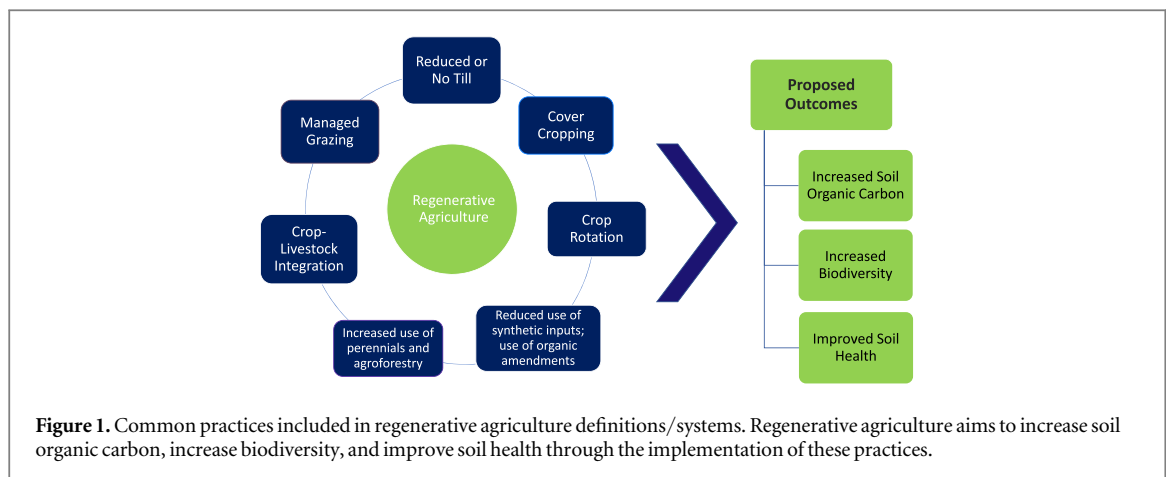 Reduced or
No Till
Cover
Cropping
Crop
Rotation
Reduced use of
synthetic inputs;
use of organic
amendments
Increased use of
perennials and
agroforestry
Crop-
Livestock
Integration
Managed
Grazing
Regenerative
Agriculture
Proposed
Outcomes
Increased Soil
Organic Carbon
Increased
Biodiversity
Improved Soil
Health
Figure 1. Common practices included in regenerative agriculture definitions/systems. Regenerative agriculture aims to increase soil
organic carbon, increase biodiversity, and improve soil health through the implementation of these practices.